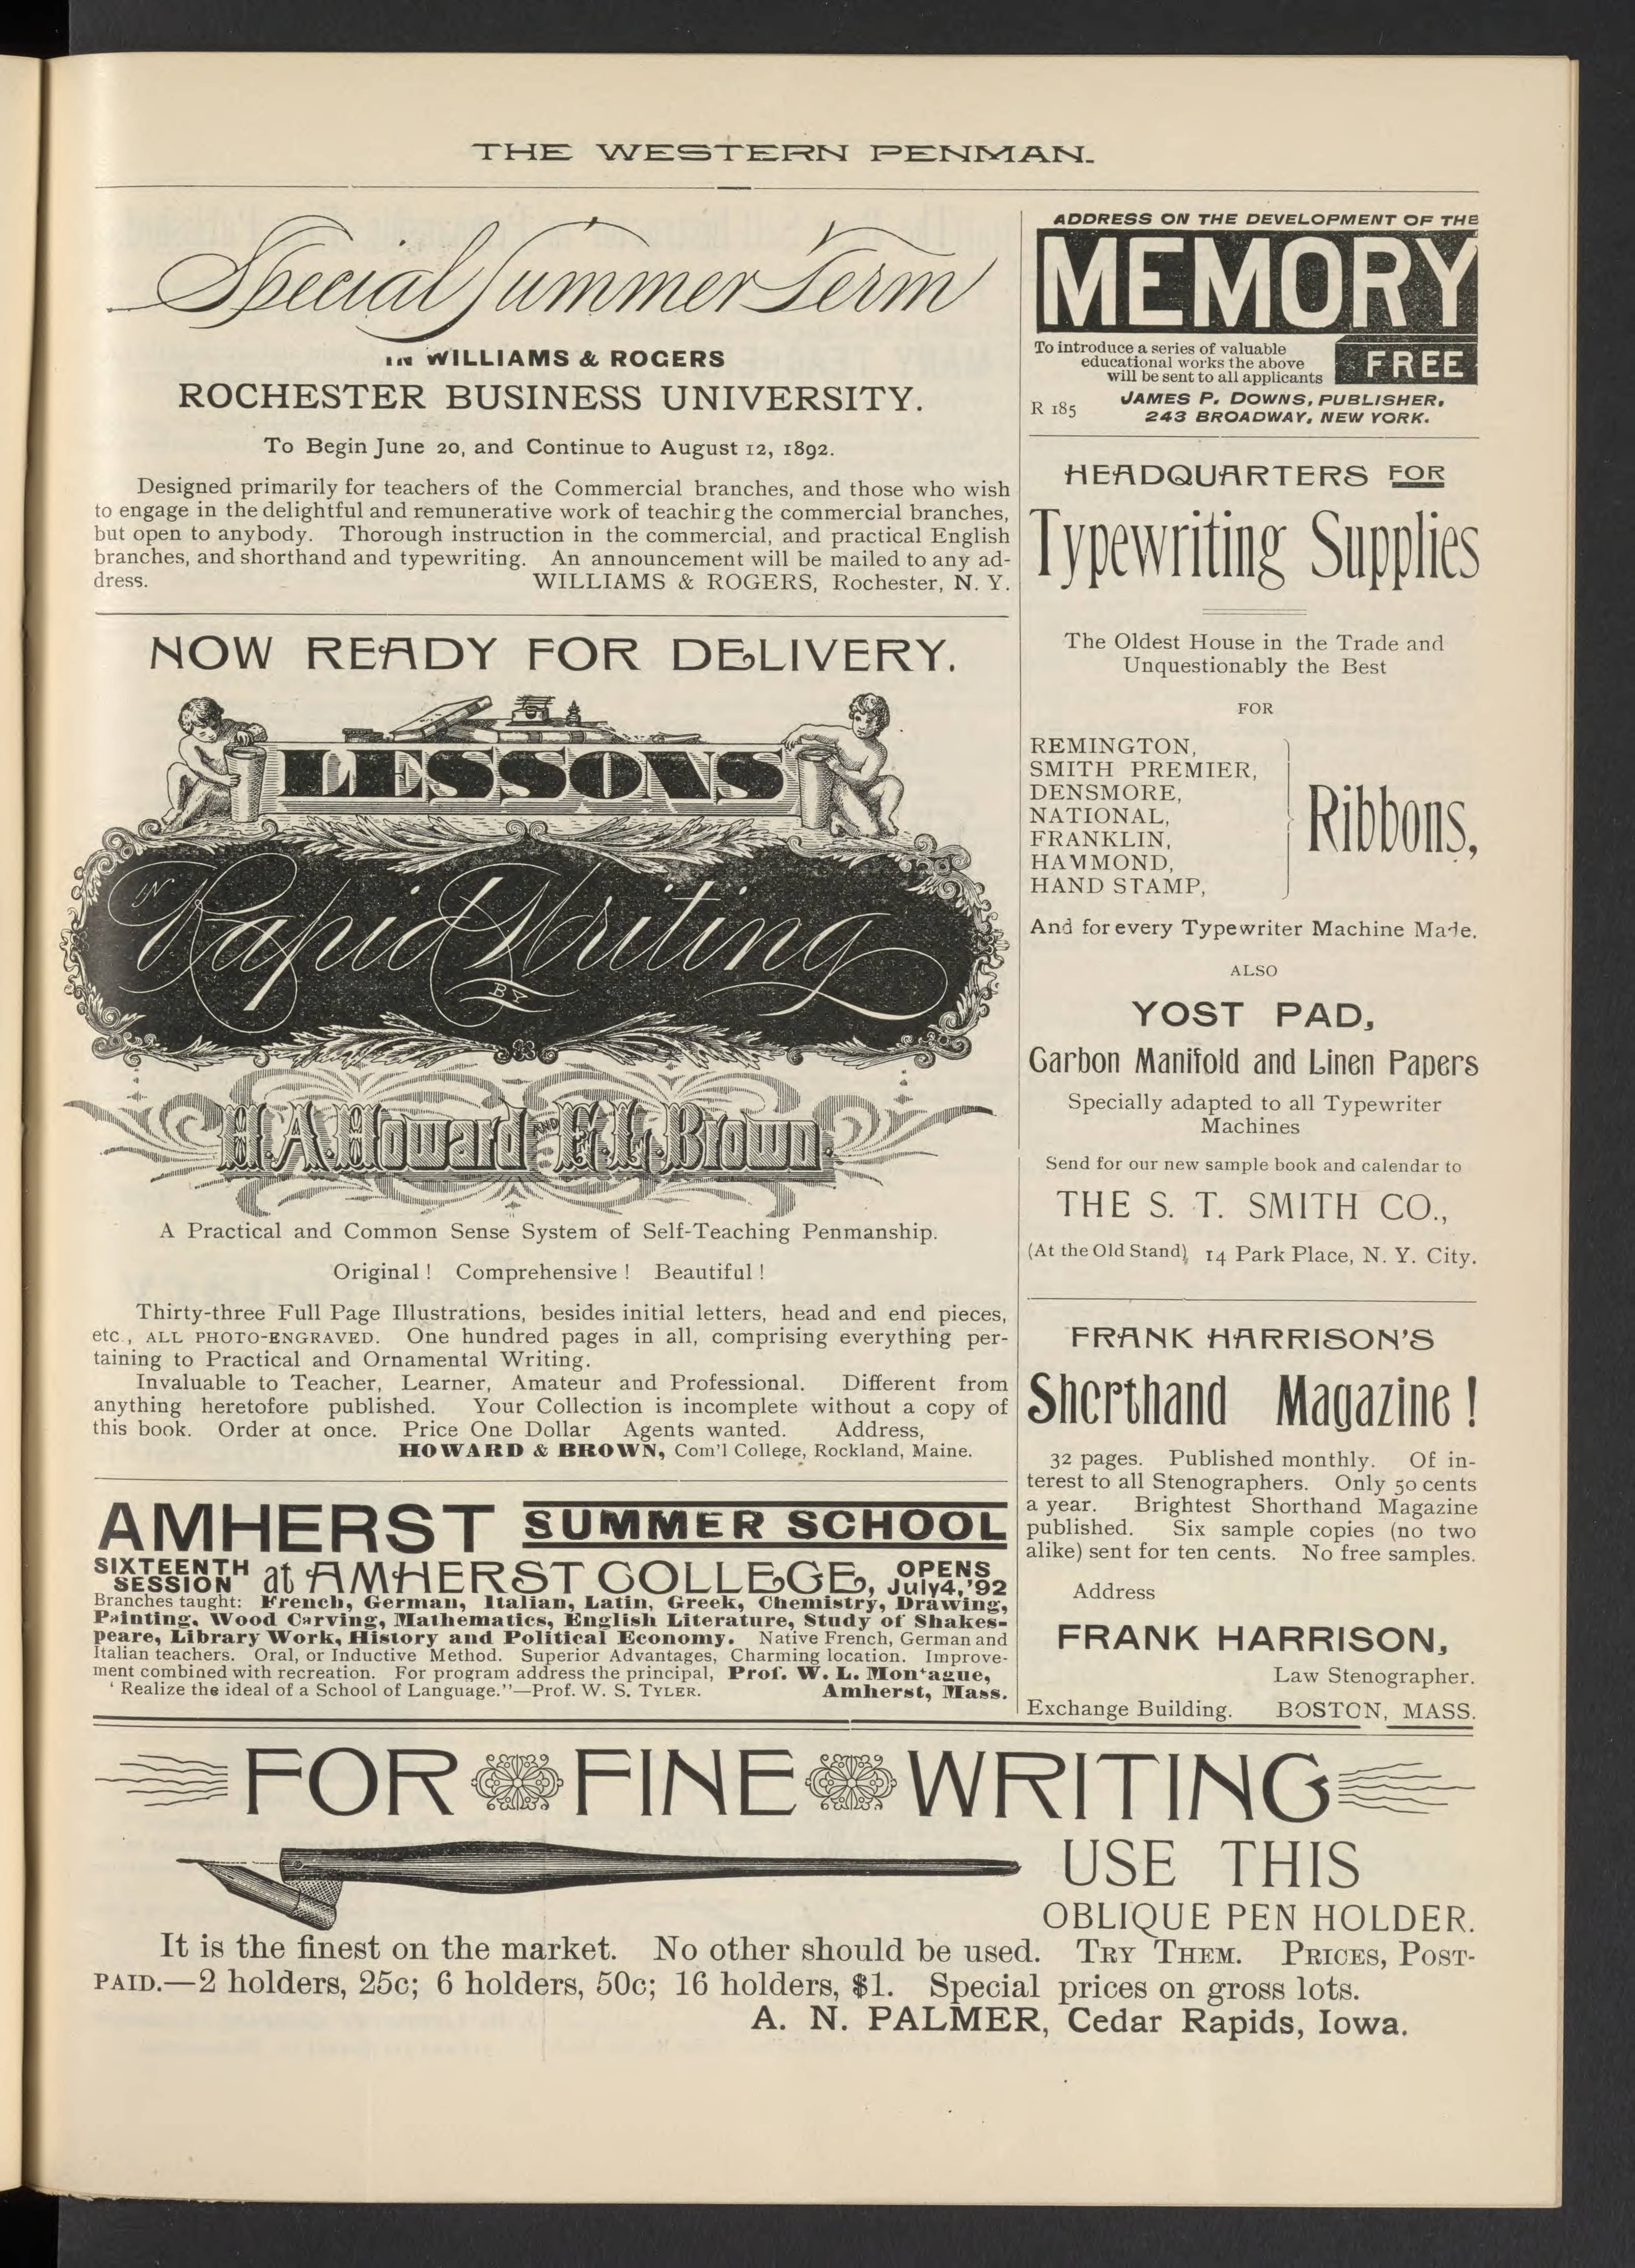 THE WESTERN PENMAN.
Special Summer Term
IN WILLIAMS & ROGERS
ROCHESTER BUSINESS UNIVERSITY.
To Begin June 20, and Continue to August 12, 1892.
Designed primarily for teachers of the Commercial branches, and those who wish
to engage in the delightful and remunerative work of teaching the commercial branches,
but open to anybody. Thorough instruction in the commercial, and practical English
branches, and shorthand and typewriting. An announcement will be mailed to any ad-
dress. WILLIAMS & ROGERS, Rochester, N. Y.
NOW READY FOR DELIVERY.
LESSONS
IN
Rapid Writing
BY
H. A. Howard AND F. L. Brown
A Practical and Common Sense System of Self-Teaching Penmanship.
Original ! Comprehensive ! Beautiful !
Thirty-three Full Page Illustrations, besides initial letters, head and end pieces,
etc., ALL PHOTO-ENGRAVED. One hundred pages in all, comprising everything per-
taining to Practical and Ornamental Writing.
Invaluable to Teacher, Learner, Amateur and Professional. Different from
anything heretofore published. Your Collection is incomplete without a copy of
this book. Order at once. Price One Dollar Agents wanted. Address,
HOWARD & BROWN, Com'l College, Rockland, Maine.
AMHERST SUMMER SCHOOL
SIXTEENTH SESSION at AMHERST COLLEGE, OPENS July 4, '92
Branches taught: French, German, Italian, Latin, Greek, Chemistry, Drawing,
Painting, Wood Carving, Mathematics, English Literature, Study of Shakes-
peare, Library Work, History and Political Economy. Native French, German and
Italian teachers. Oral, or Inductive Method. Superior Advantages, Charming location. Improve-
ment combined with recreation. For program address the principal, Prof. W. L. Montague,
' Realize the ideal of a School of Language."—Prof. W. S. TYLER. Amherst, Mass.
ADDRESS ON THE DEVELOPMENT OF THE
MEMORY
To introduce a series of valuable
educational works the above
will be sent to all applicants
FREE
R 185
JAMES P. DOWNS, PUBLISHER,
243 BROADWAY, NEW YORK.
HEADQUARTERS FOR
Typewriting Supplies
The Oldest House in the Trade and
Unquestionably the Best
FOR
REMINGTON,
SMITH PREMIER,
DENSMORE,
NATIONAL,
FRANKLIN,
HAMMOND,
HAND STAMP,
Ribbons,
And for every Typewriter Machine Made.
ALSO
YOST PAD,
Carbon Manifold and Linen Papers
Specially adapted to all Typewriter
Machines
Send for our new sample book and calendar to
THE S. T. SMITH CO.,
(At the Old Stand) 14 Park Place, N. Y. City.
FRANK HARRISON'S
Shorthand Magazine !
32 pages. Published monthly. Of in-
terest to all Stenographers. Only 50 cents
a year. Brightest Shorthand Magazine
published. Six sample copies (no two
alike) sent for ten cents. No free samples.
Address
FRANK HARRISON,
Law Stenographer.
Exchange Building. BOSTON, MASS.
FOR FINE WRITING
USE THIS
OBLIQUE PEN HOLDER.
It is the finest on the market. No other should be used. TRY THEM. PRICES, POST-
PAID.—2 holders, 25c; 6 holders, 50c; 16 holders, $1. Special prices on gross lots.
A. N. PALMER, Cedar Rapids, Iowa.